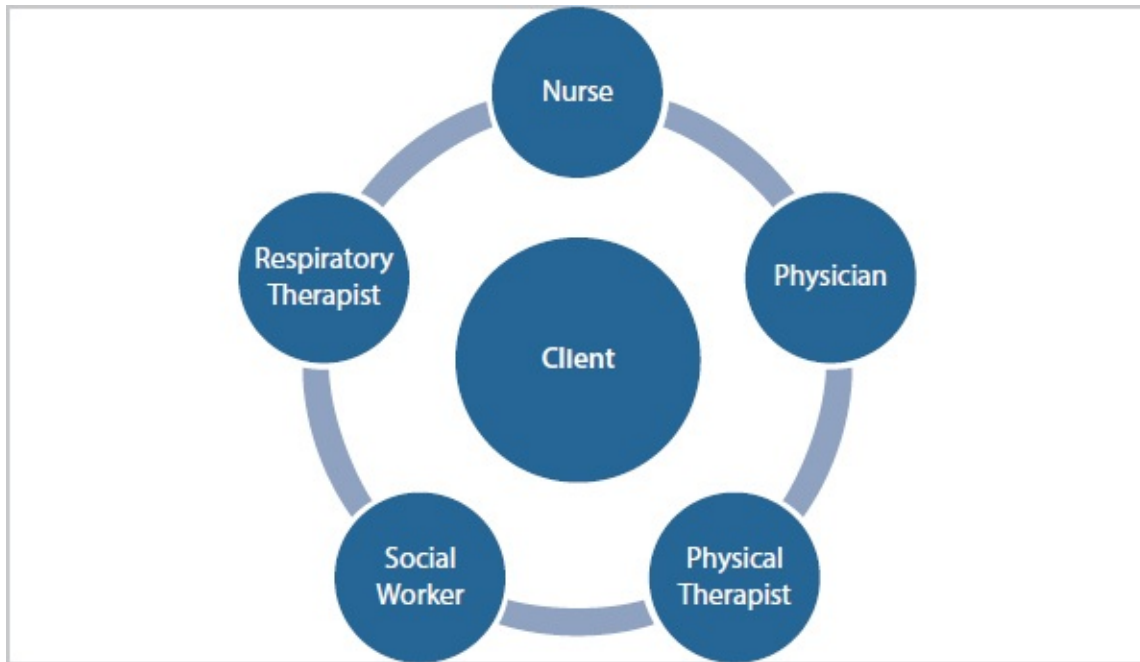 Nurse
Physician
Respiratory
Therapist
Client
Social
Worker
Physical
Therapist